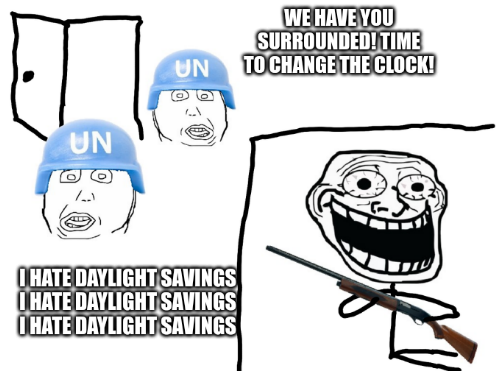 WE HAVE YOU
SURROUNDED! TIME
TO CHANGE THE CLOCK!
UN
UN
I HATE DAYLIGHT SAVINGS
I HATE DAYLIGHT SAVINGS
I HATE DAYLIGHT SAVINGS